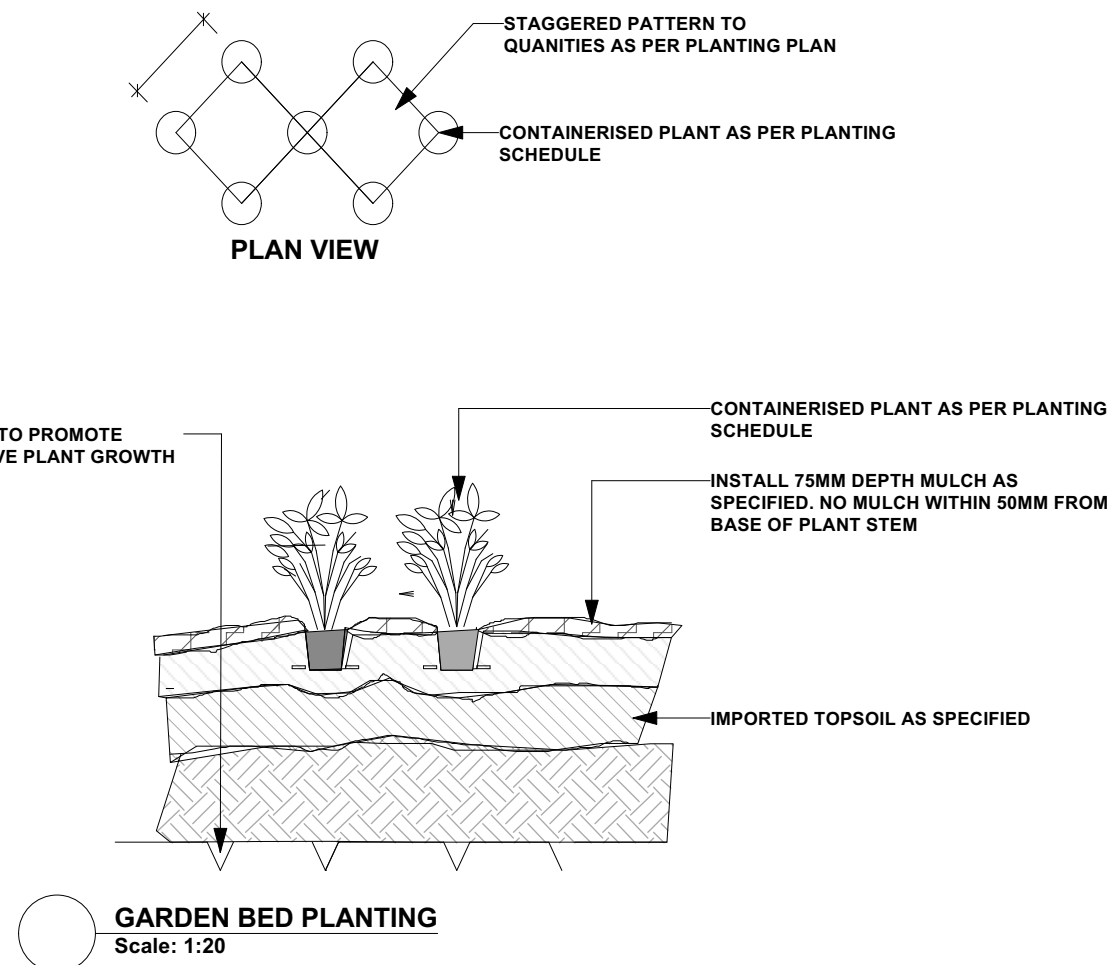 STAGGERED PATTERN TO
QUANITIES AS PER PLANTING PLAN
CONTAINERISED PLANT AS PER PLANTING
SCHEDULE
PLAN VIEW
TO PROMOTE
VE PLANT GROWTH
CONTAINERISED PLANT AS PER PLANTING
SCHEDULE
INSTALL 75MM DEPTH MULCH AS
SPECIFIED. NO MULCH WITHIN 50MM FROM
BASE OF PLANT STEM
IMPORTED TOPSOIL AS SPECIFIED
GARDEN BED PLANTING
Scale: 1:20